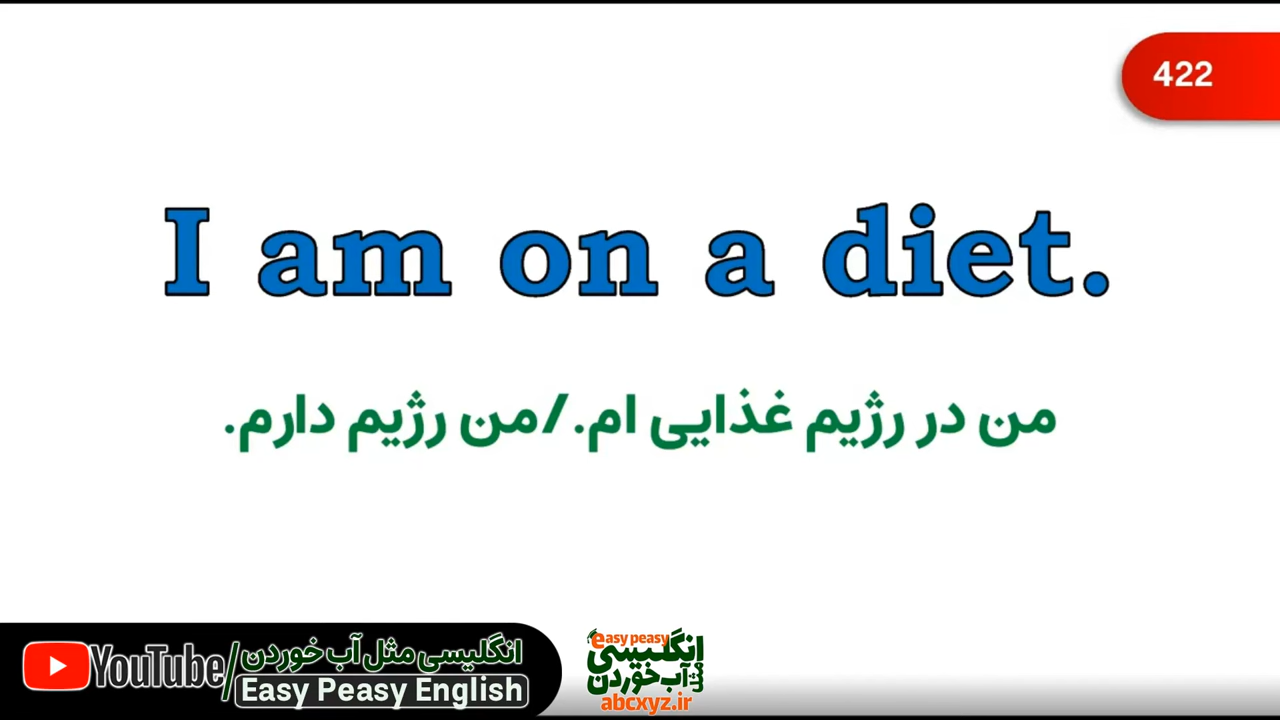 422
I am on a diet.
من در رژیم غذایی ام./من رژیم دارم.
YouTube/انگلیسی مثل آب خوردن
Easy Peasy English
easy peasy
انگلیسی
مثل آب خوردن
abcxyz.ir